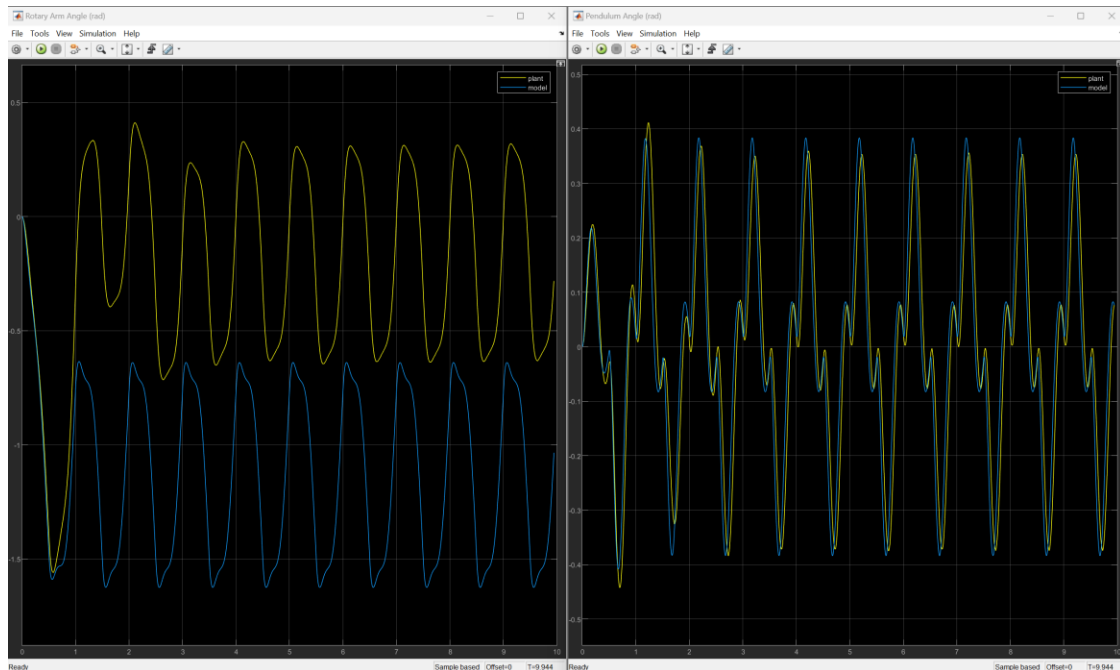 Rotary Arm Angle (rad)
File Tools View Simulation Help
plant
model
0.5
0
-0.5
-1
-1.5
0 1 2 3 4 5 6 7 8 9 10
Ready
Sample based Offset=0 T=9.944
Pendulum Angle (rad)
File Tools View Simulation Help
plant
model
0.5
0.4
0.3
0.2
0.1
0
-0.1
-0.2
-0.3
-0.4
-0.5
0 1 2 3 4 5 6 7 8 9
Ready
Sample based Offset=0 T=9.944